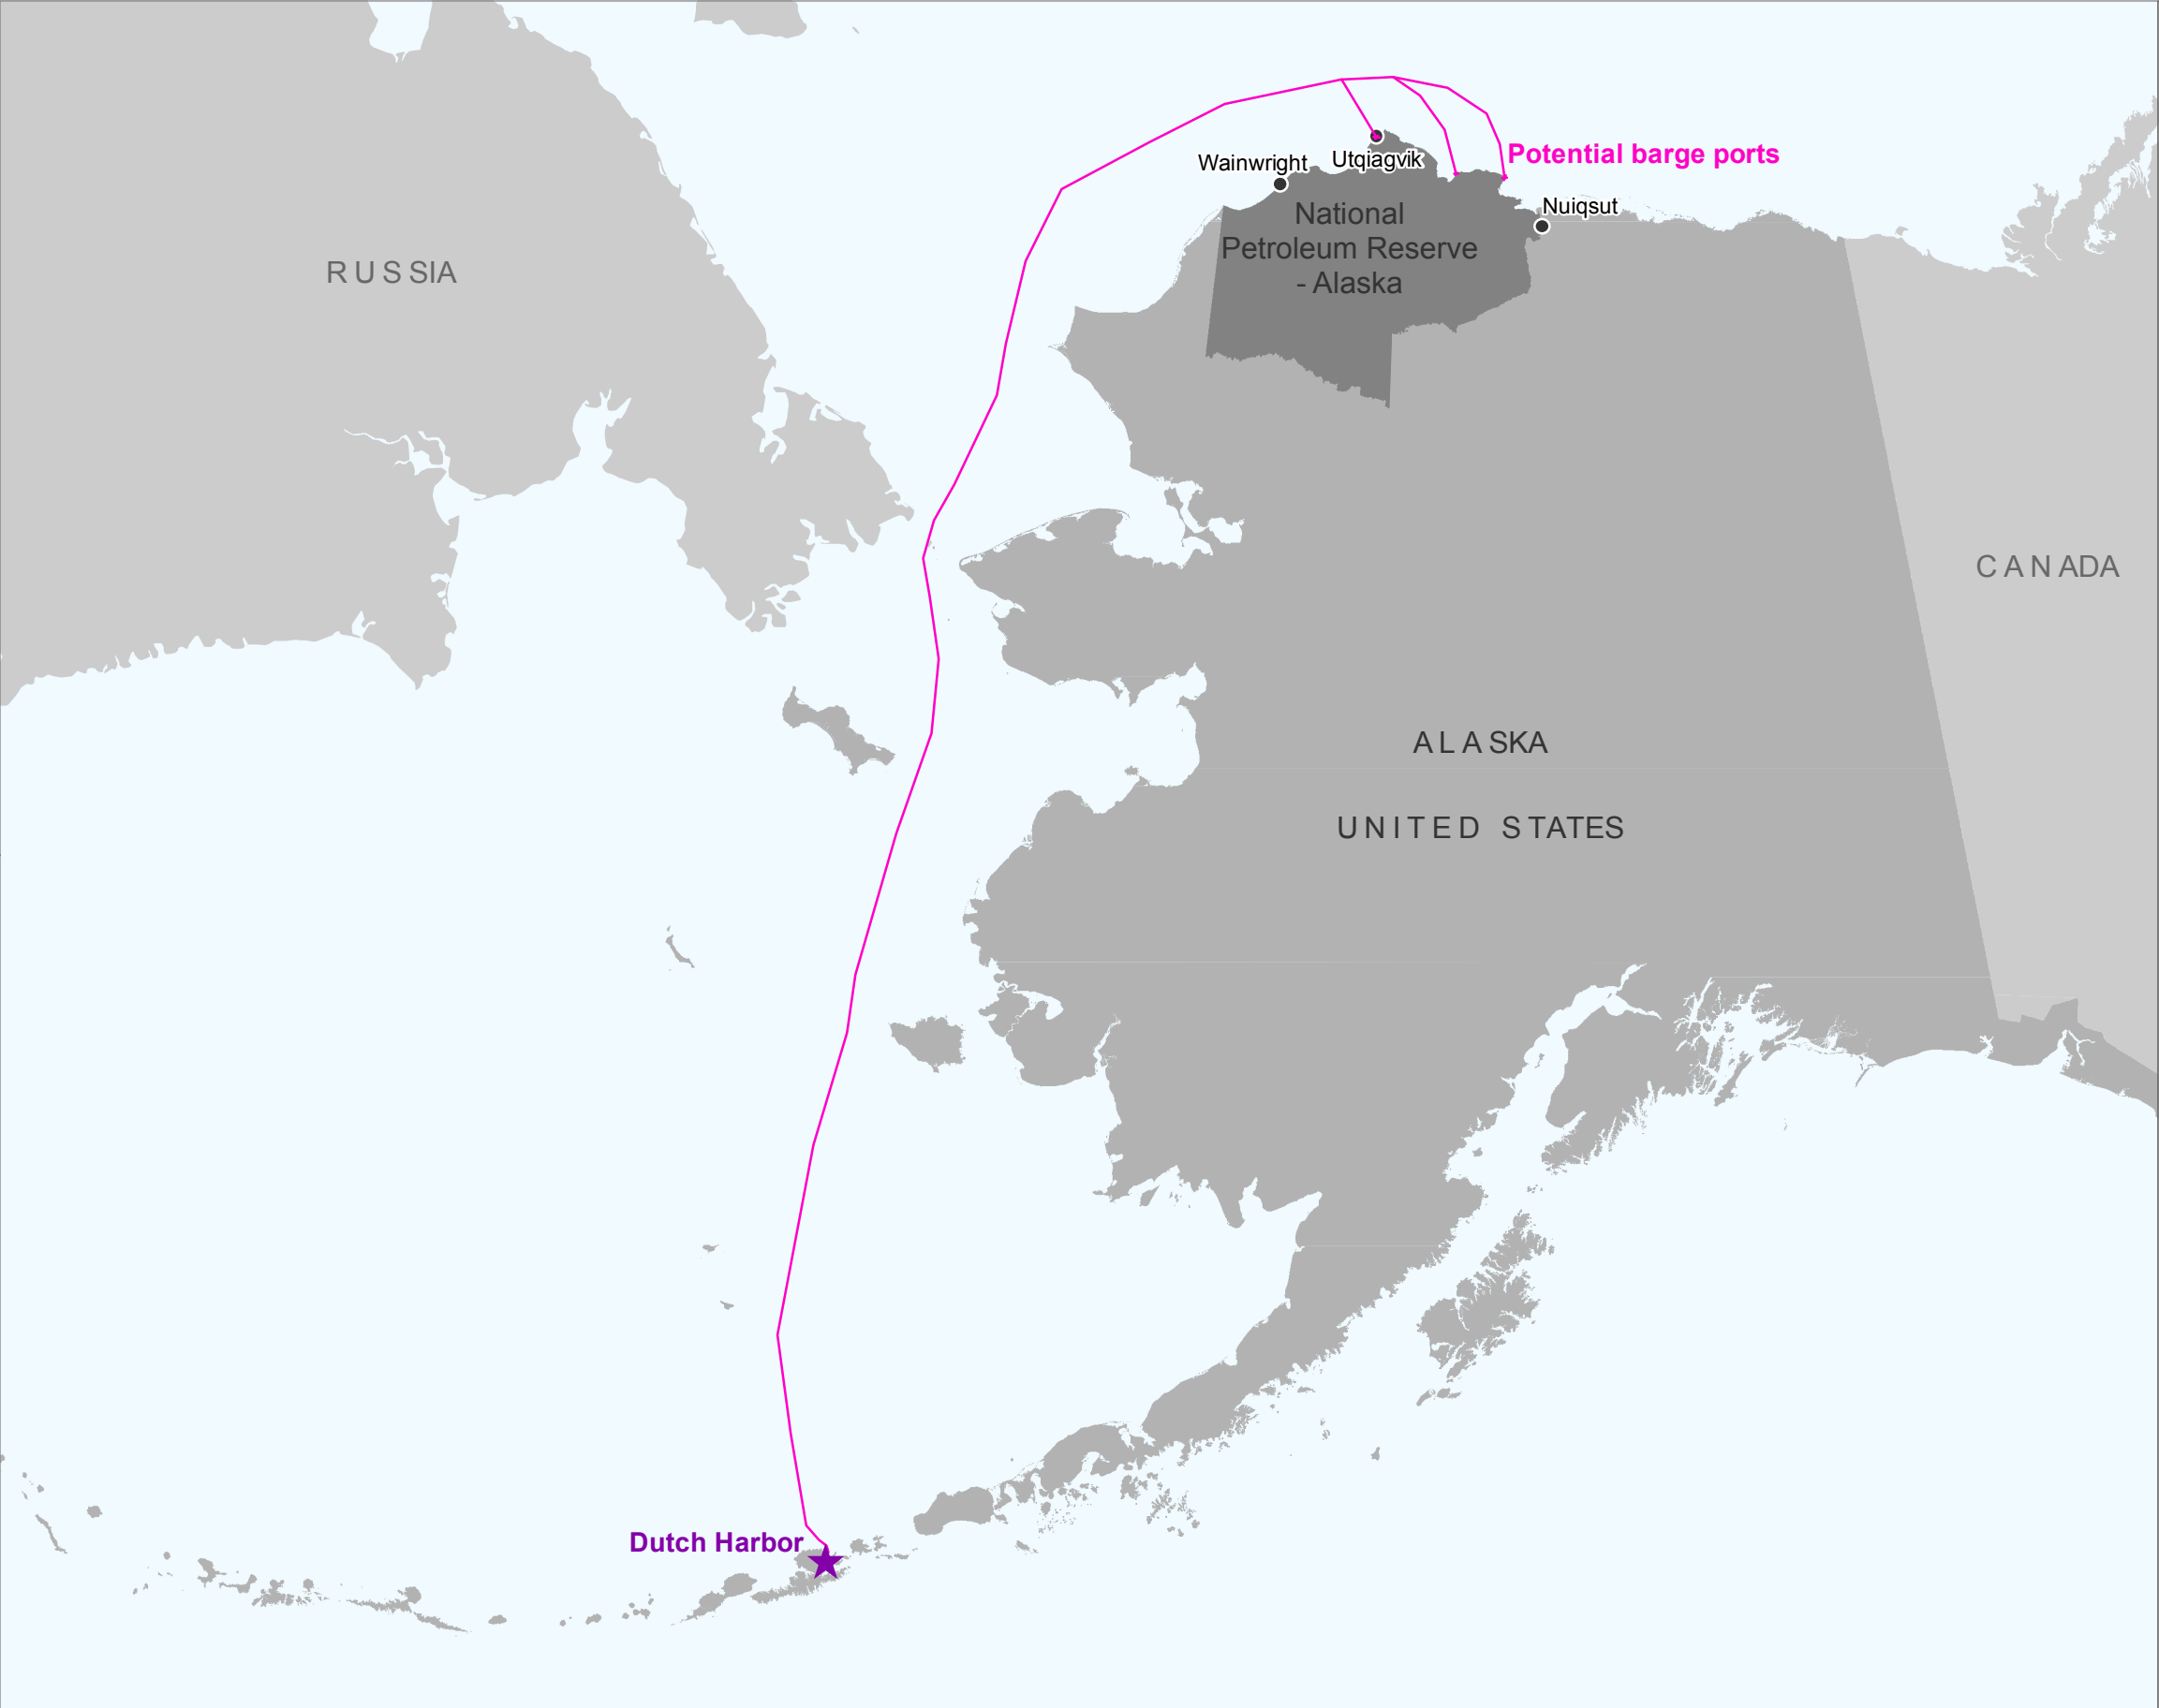 Potential barge ports
Wainwright
Utqiagvik
Nuiqsut
National
Petroleum Reserve
- Alaska
RUSSIA
CANADA
ALASKA
UNITED STATES
Dutch Harbor